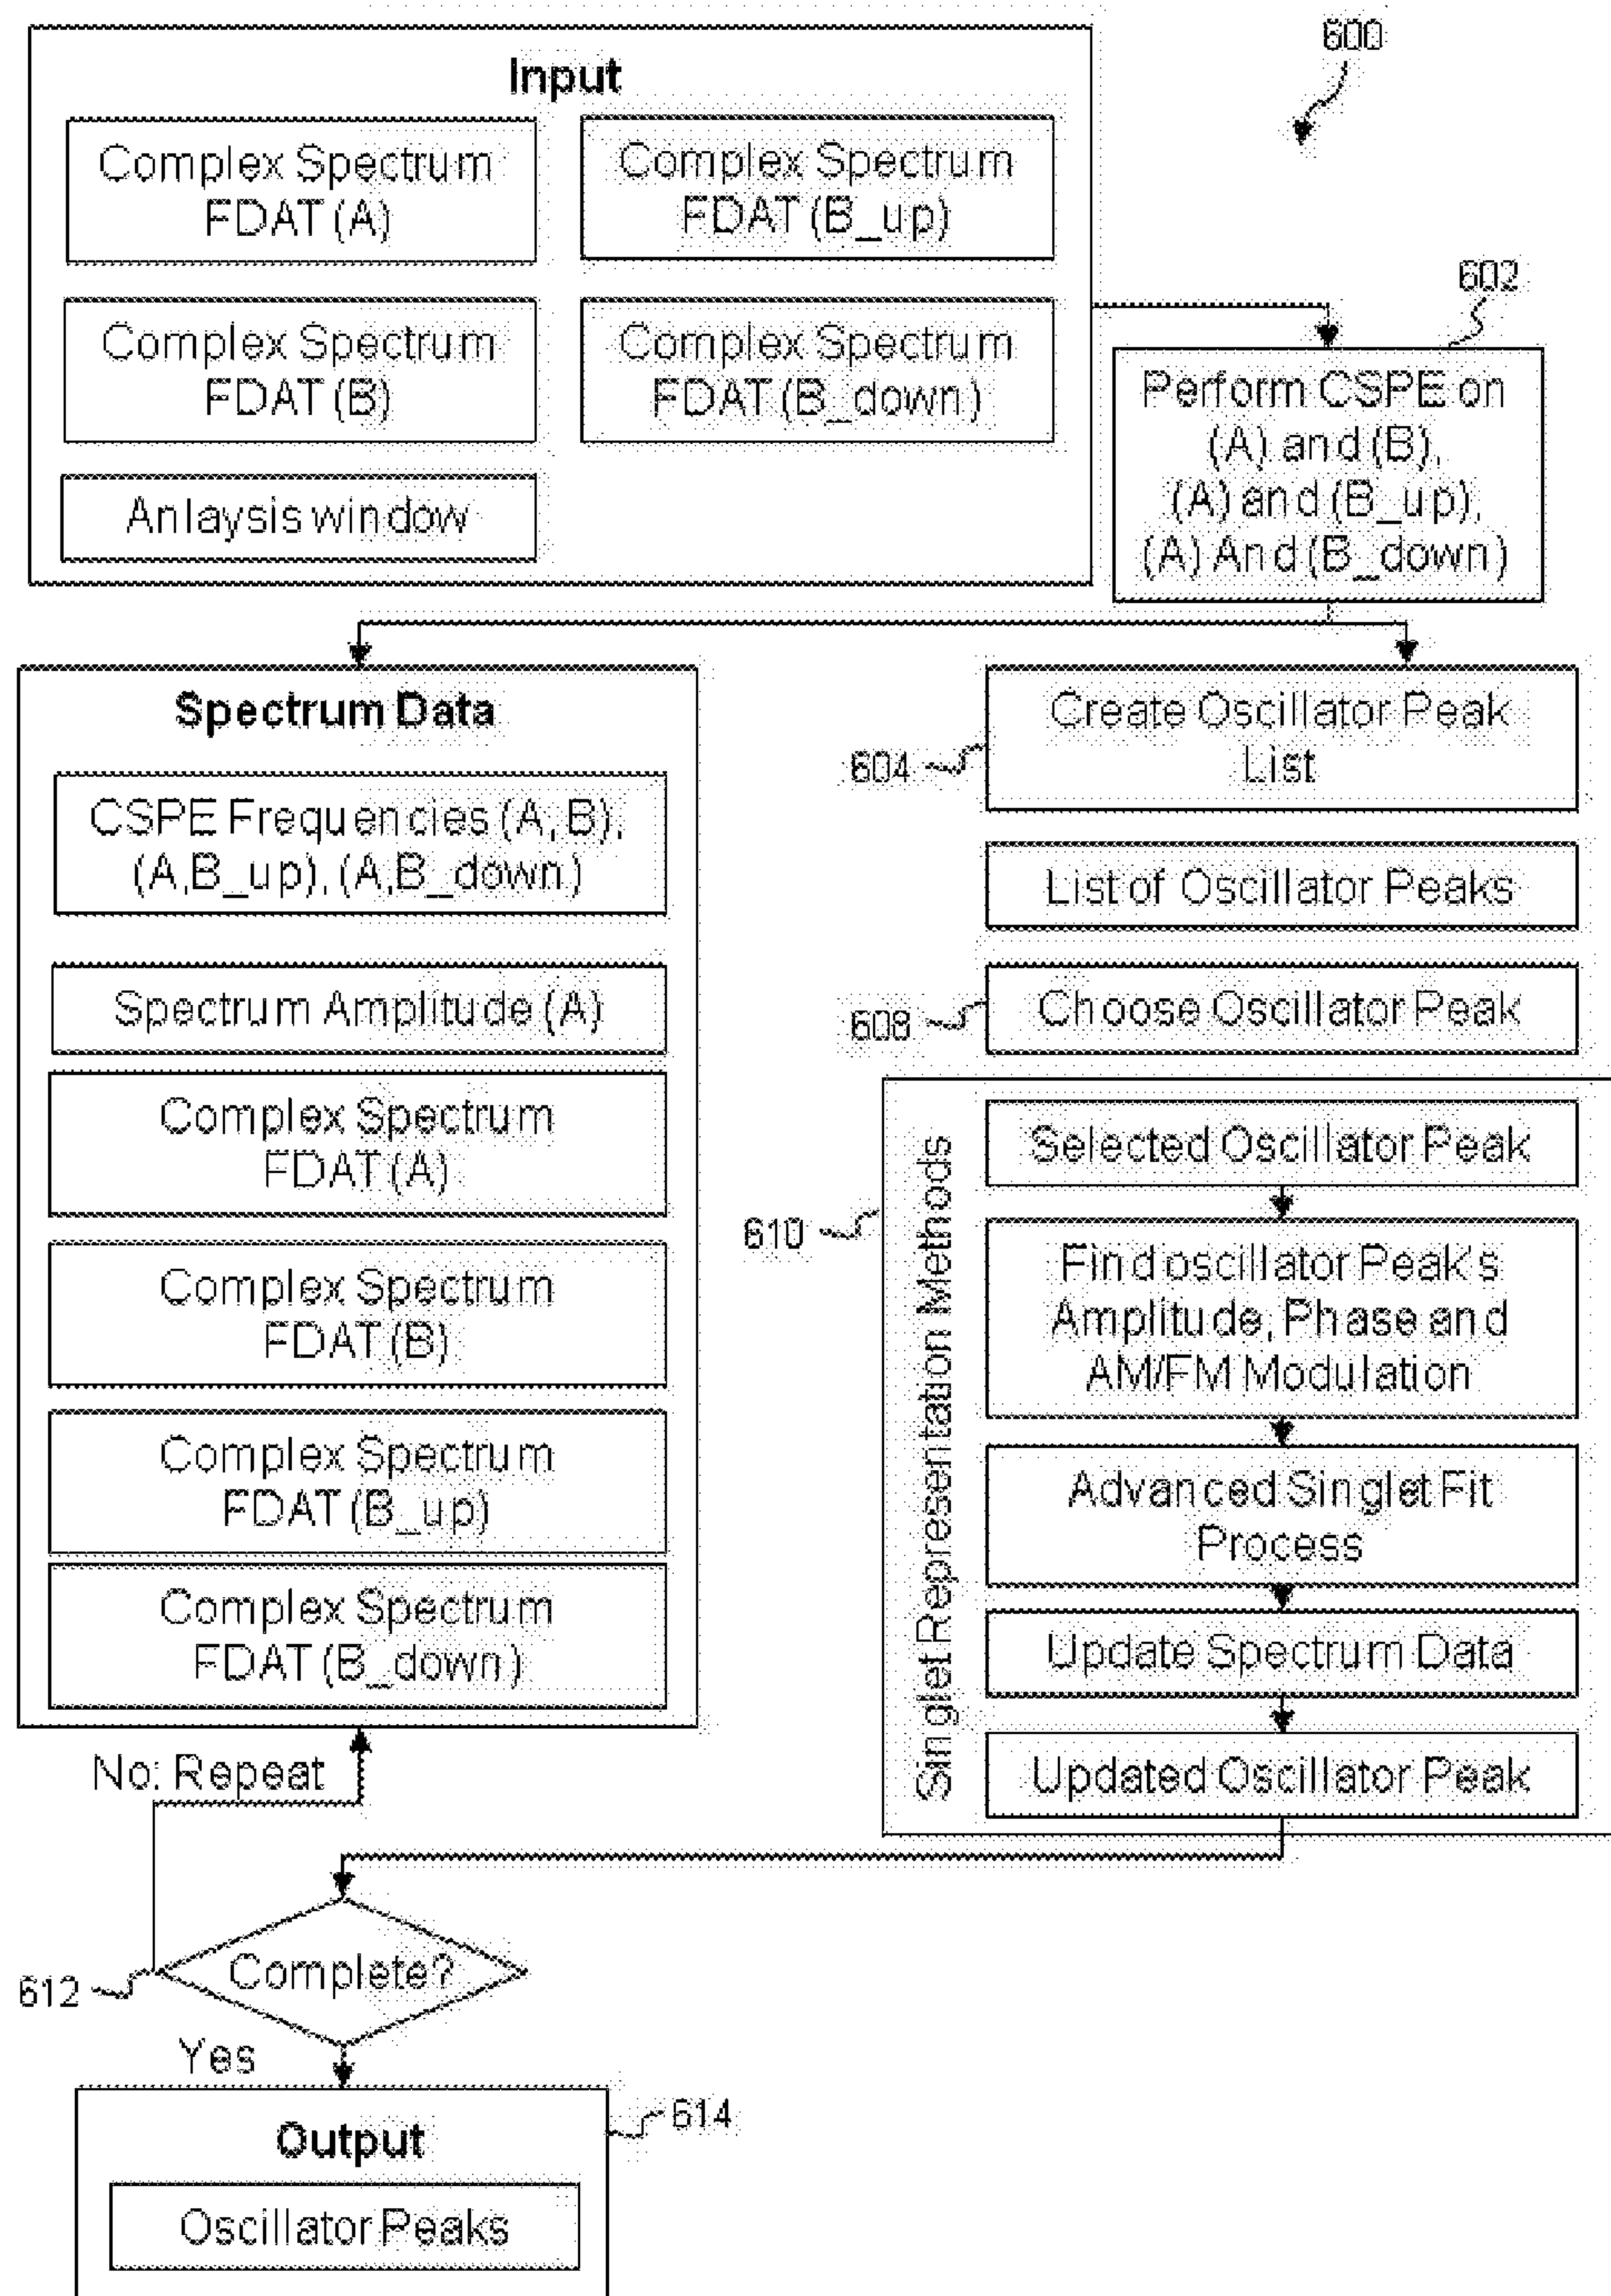 600
Input
Complex Spectrum
FDAT (A)
Complex Spectrum
FDAT (B_up)
Complex Spectrum
FDAT (B)
Complex Spectrum
FDAT (B_down)
Anlaysis window
602
Perform CSPE on
(A) and (B),
(A) and (B_up),
(A) And (B_down)
Spectrum Data
CSPE Frequencies (A, B),
(A,B_up), (A,B_down)
Spectrum Amplitude (A)
Complex Spectrum
FDAT (A)
Complex Spectrum
FDAT (B)
Complex Spectrum
FDAT (B_up)
Complex Spectrum
FDAT (B_down)
604
Create Oscillator Peak
List
List of Oscillator Peaks
608
Choose Oscillator Peak
610
Singlet Representation Methods
Selected Oscillator Peak
Find oscillator Peak's
Amplitude, Phase and
AM/FM Modulation
Advanced Singlet Fit
Process
Update Spectrum Data
Updated Oscillator Peak
No: Repeat
612
Complete?
Yes
614
Output
Oscillator Peaks